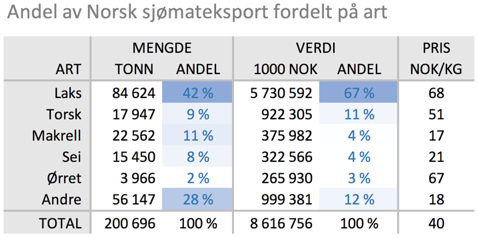 Andel av Norsk sjømateksport fordelt på art
MENGDE VERDI PRIS
ART TONN ANDEL 1000 NOK ANDEL NOK/KG
Laks 84 624 42 % 5 730 592 67 % 68
Torsk 17 947 9 % 922 305 11 % 51
Makrell 22 562 11 % 375 982 4 % 17
Sei 15 450 8 % 322 566 4 % 21
Ørret 3 966 2 % 265 930 3 % 67
Andre 56 147 28 % 999 381 12 % 18
TOTAL 200 696 100 % 8 616 756 100 % 40